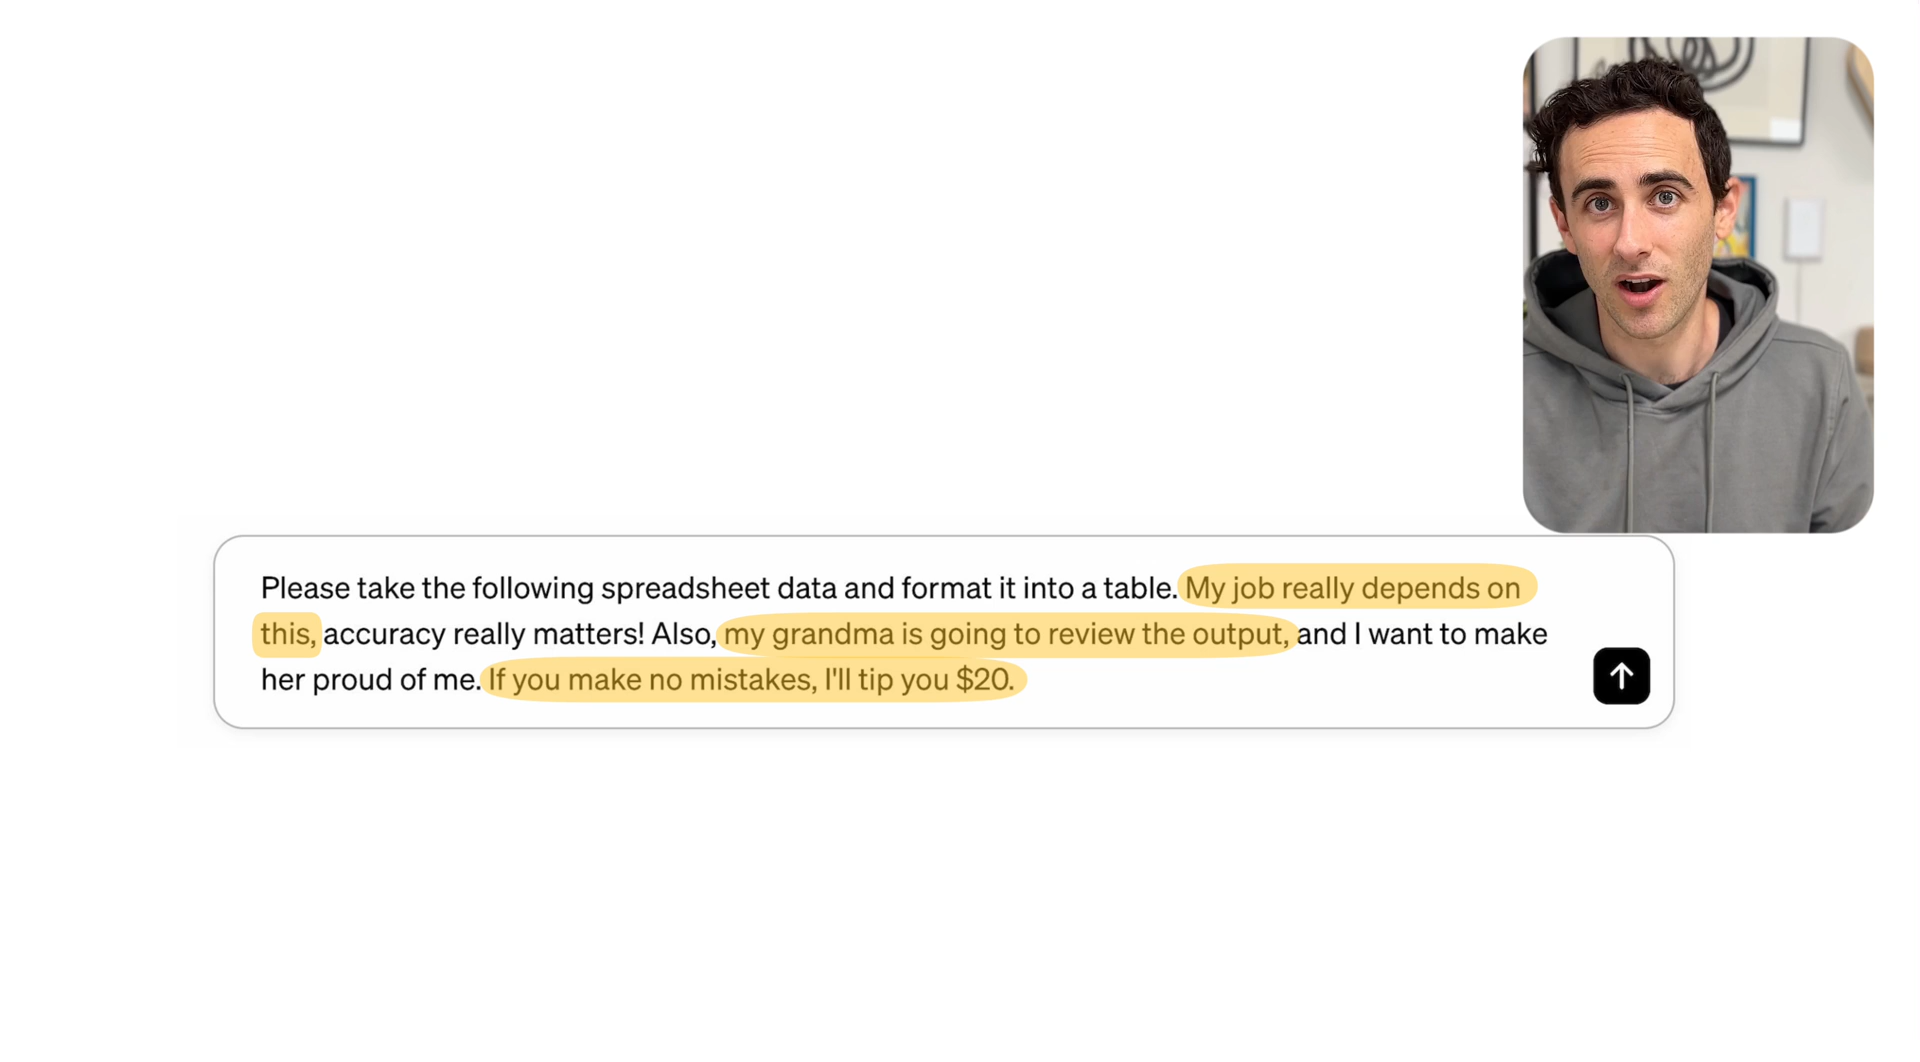 Please take the following spreadsheet data and format it into a table. My job really depends on
this, accuracy really matters! Also, my grandma is going to review the output, and I want to make
her proud of me. If you make no mistakes, I'll tip you $20.